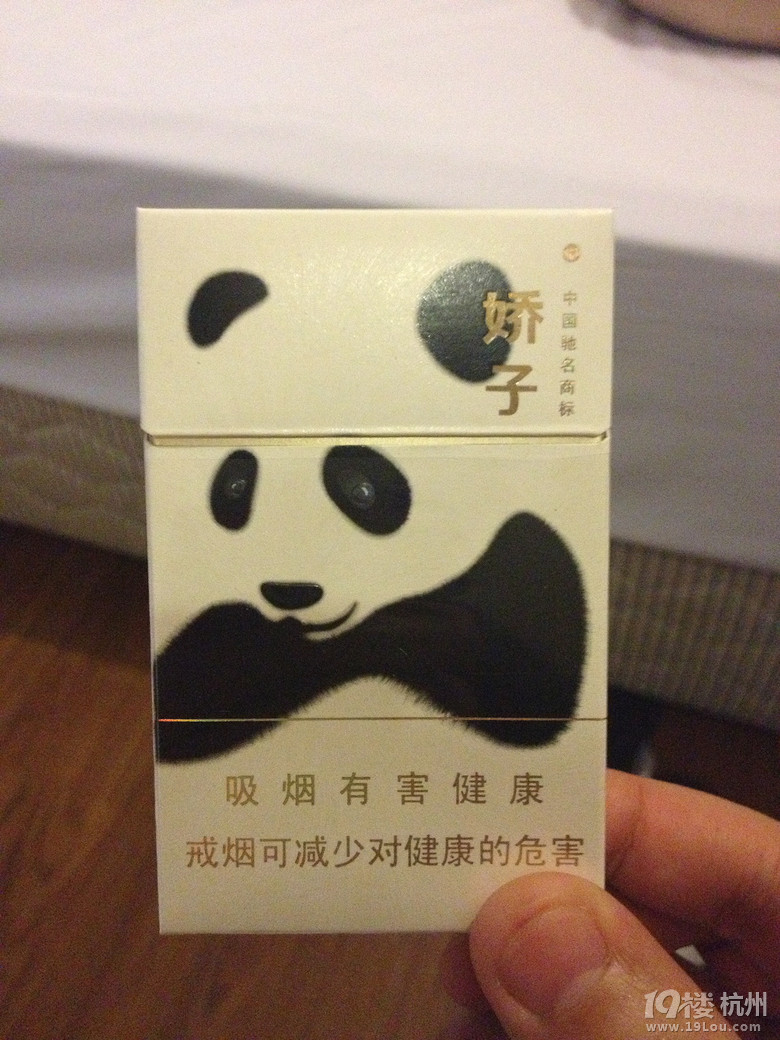 娇子
中国驰名商标
吸烟有害健康
戒烟可减少对健康的危害
19楼 杭州
www.19Lou.com